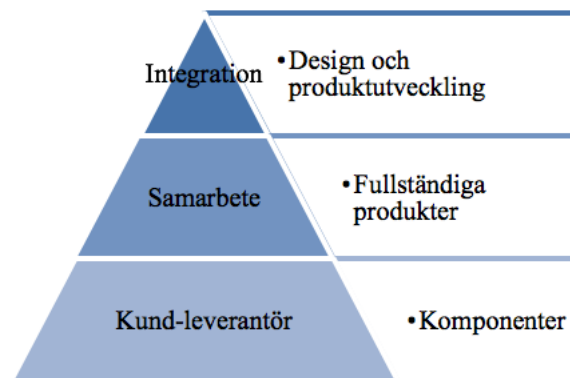 Integration
•Design och
produktutveckling
Samarbete
•Fullständiga
produkter
Kund-leverantör
•Komponenter